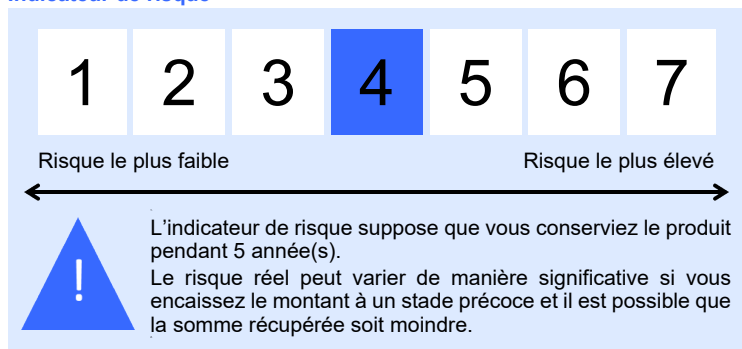 Indicateur de risque
1 2 3 4 5 6 7
Risque le plus faible Risque le plus élevé
!
L'indicateur de risque suppose que vous conserviez le produit
pendant 5 année(s).
Le risque réel peut varier de manière significative si vous
encaissez le montant à un stade précoce et il est possible que
la somme récupérée soit moindre.